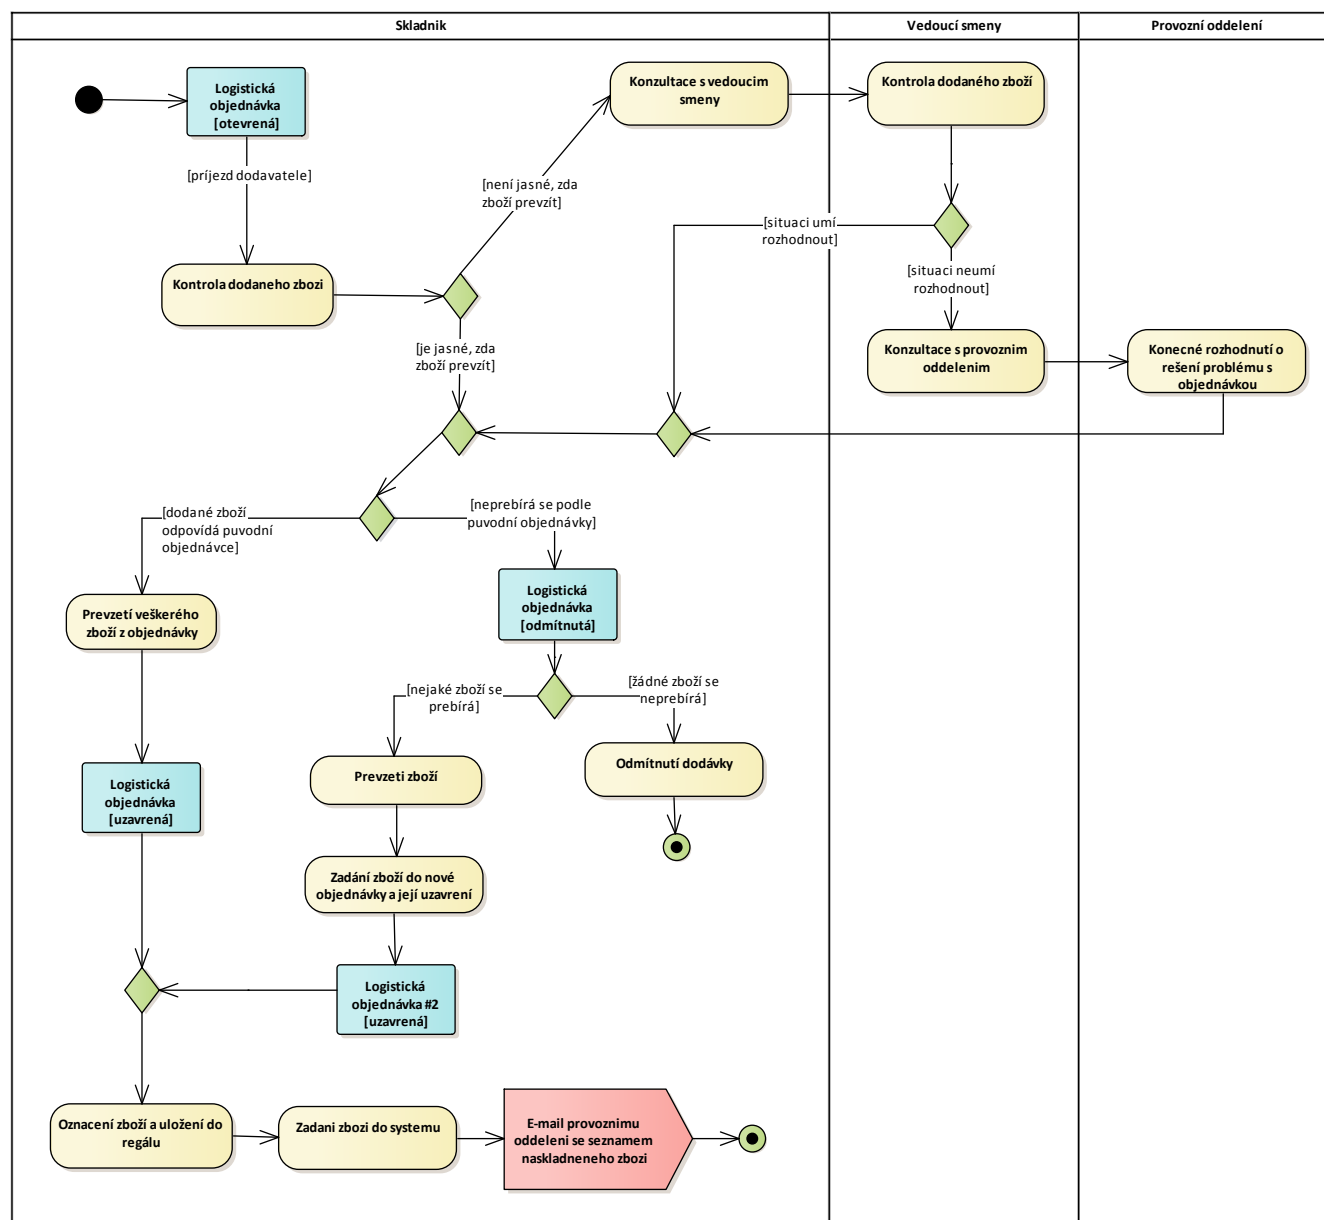 Skladnik
Vedoucí smeny
Provozní oddelení
Logistická
objednávka
[otevrená]
Konzultace s vedoucim
smeny
Kontrola dodaného zboží
[príjezd dodavatele]
[není jasné, zda
zboží prevzít]
[situaci umí
rozhodnout]
Kontrola dodaneho zbozi
[situaci neumí
rozhodnout]
[je jasné, zda
zboží prevzít]
Konzultace s provoznim
oddelenim
Konecné rozhodnutí o
rešení problému s
objednávkou
[dodané zboží
odpovídá puvodní
objednávce]
[neprebírá se podle
puvodní objednávky]
Logistická
objednávka
[odmítnutá]
Prevzetí veškerého
zboží z objednávky
[nejaké zboží se
prebírá]
[žádné zboží se
neprebírá]
Prevzeti zboží
Odmítnutí dodávky
Logistická
objednávka
[uzavrená]
Zadání zboží do nové
objednávky a její uzavrení
Logistická
objednávka #2
[uzavrená]
Oznacení zboží a uložení do
regálu
Zadani zbozi do systemu
E-mail provoznimu
oddeleni se seznamem
naskladneneho zbozi